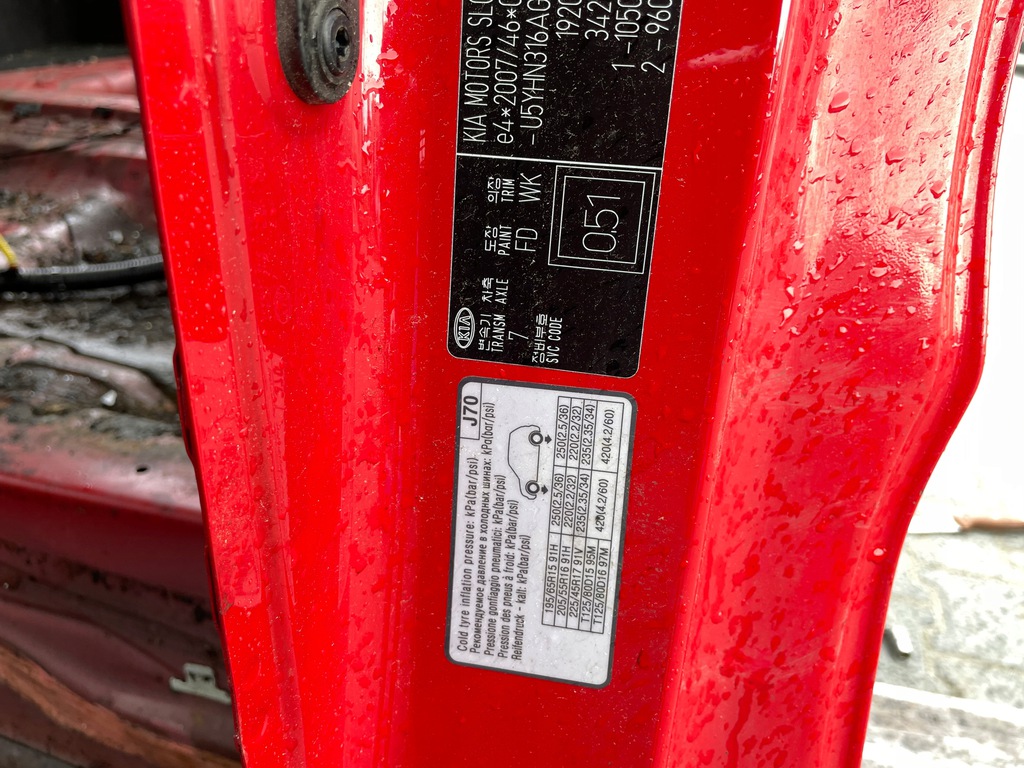 KIA MOTORS SLO
e4*2007/46*0
- U5YHN316AG
1920
342
1 -1050
2 - 960
KIA
변속기 차축 도장 의장
TRANSM AXLE PAINT TRIM
7 FD WK
정비부호
SVC CODE
051
J70
Cold tyre inflation pressure: kPa(bar/psi)
Рекомендуемое давление в холодных шинах: kPa(bar/psi)
Pressione gonfiaggio pneumatici: kPa(bar/psi)
Pression des pneus à froid: kPa(bar/psi)
Reifendruck - kalt: kPa(bar/psi)
195/65R15 91H 250(2.5/36) 250(2.5/36)
205/55R16 91H 220(2.2/32) 220(2.2/32)
225/45R17 91V 235(2.35/34) 235(2.35/34)
T125/80D15 95M 420(4.2/60) 420(4.2/60)
T125/80D16 97M